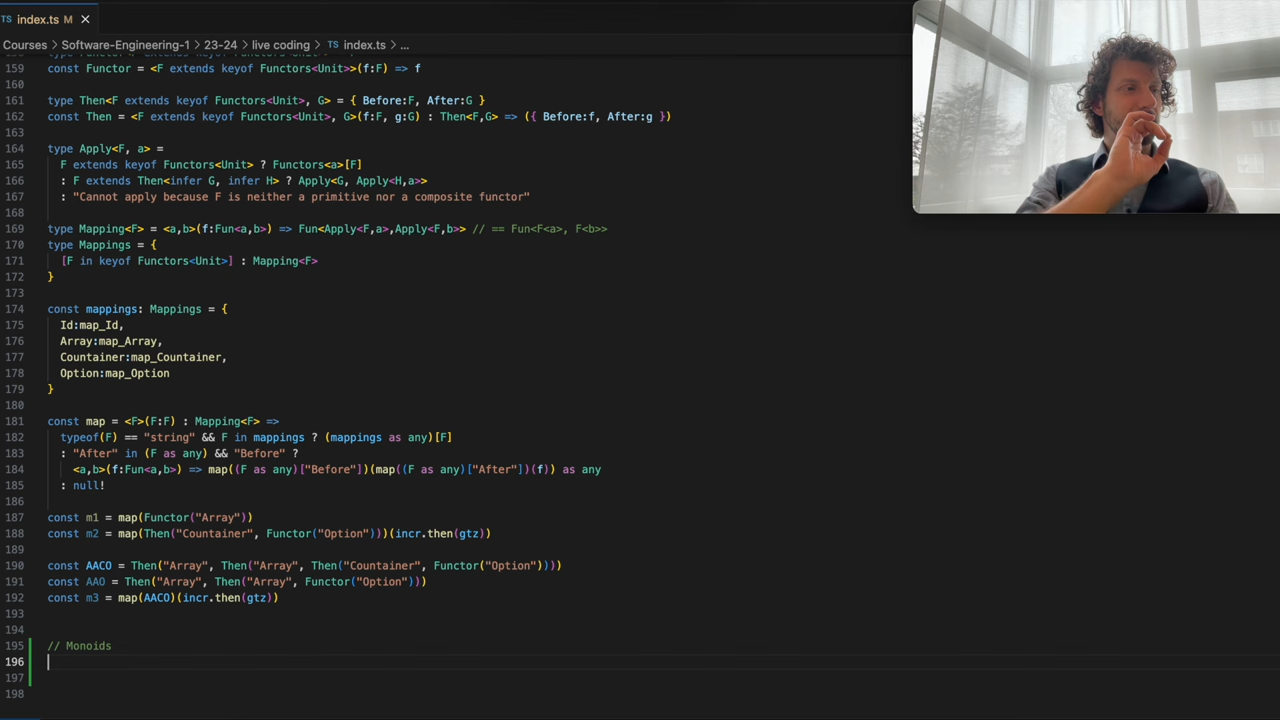 TS index.ts M ×
Courses > Software-Engineering-1 > 23-24 > live coding > TS index.ts > ...
159 const Functor = <F extends keyof Functors<Unit>>(f:F) => f
160
161 type Then<F extends keyof Functors<Unit>, G> = { Before:F, After:G }
162 const Then = <F extends keyof Functors<Unit>, G>(f:F, g:G) : Then<F,G> => ({ Before:f, After:g })
163
164 type Apply<F, a> =
165 F extends keyof Functors<Unit> ? Functors<a>[F]
166 : F extends Then<infer G, infer H> ? Apply<G, Apply<H,a>>
167 : "Cannot apply because F is neither a primitive nor a composite functor"
168
169 type Mapping<F> = <a,b>(f:Fun<a,b>) => Fun<Apply<F,a>,Apply<F,b>> // == Fun<F<a>, F<b>>
170 type Mappings = {
171 [F in keyof Functors<Unit>] : Mapping<F>
172 }
173
174 const mappings: Mappings = {
175 Id:map_Id,
176 Array:map_Array,
177 Countainer:map_Countainer,
178 Option:map_Option
179 }
180
181 const map = <F>(F:F) : Mapping<F> =>
182 typeof(F) == "string" && F in mappings ? (mappings as any)[F]
183 : "After" in (F as any) && "Before" ?
184 <a,b>(f:Fun<a,b>) => map((F as any)["Before"])(map((F as any)["After"])(f)) as any
185 : null!
186
187 const m1 = map(Functor("Array"))
188 const m2 = map(Then("Countainer", Functor("Option")))(incr.then(gtz))
189
190 const AACO = Then("Array", Then("Array", Then("Countainer", Functor("Option"))))
191 const AAO = Then("Array", Then("Array", Functor("Option")))
192 const m3 = map(AACO)(incr.then(gtz))
193
194
195 // Monoids
196
197
198